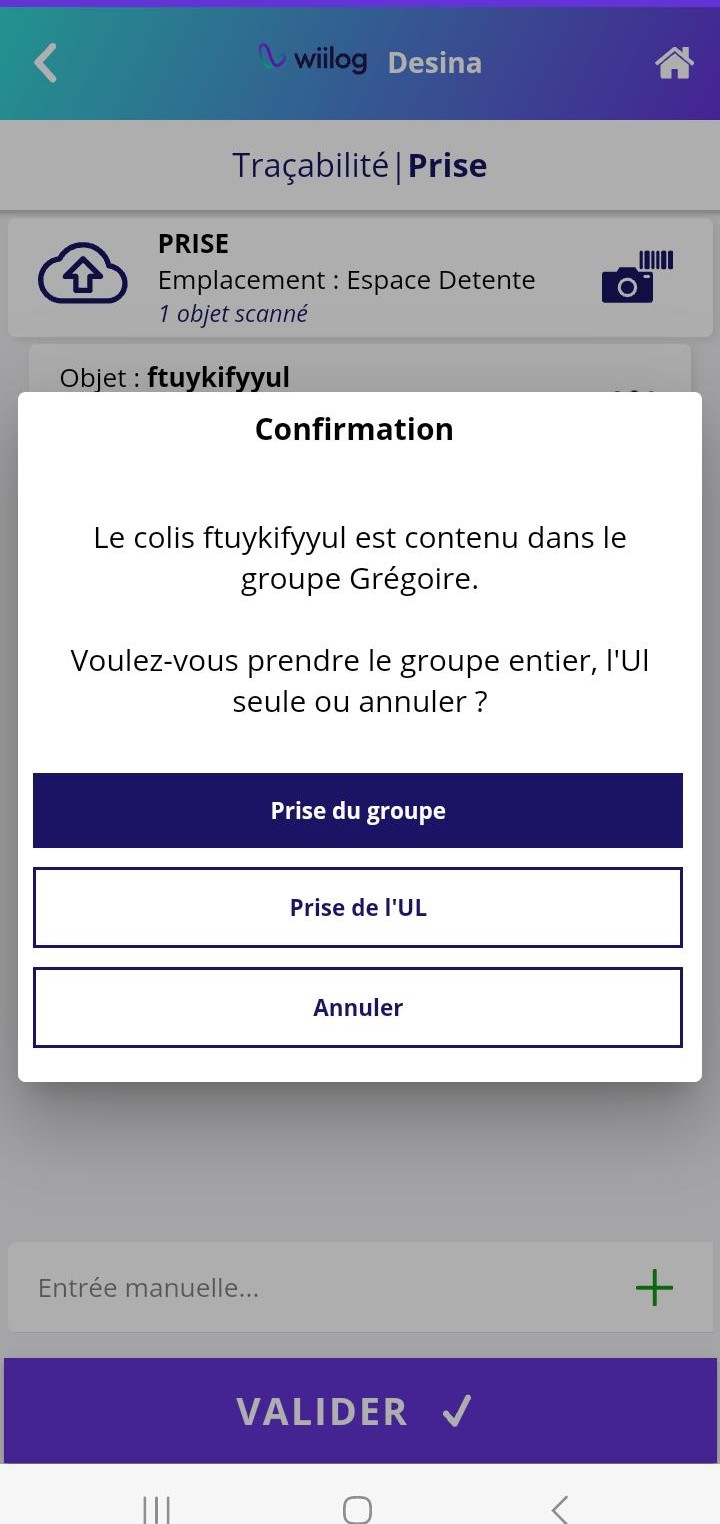 wiilog Desina
Traçabilité|Prise
PRISE
Emplacement : Espace Detente
1 objet scanné
Objet : ftuykifyyul
Confirmation
Le colis ftuykifyyul est contenu dans le
groupe Grégoire.
Voulez-vous prendre le groupe entier, l'Ul
seule ou annuler ?
Prise du groupe
Prise de l'UL
Annuler
Entrée manuelle...
VALIDER